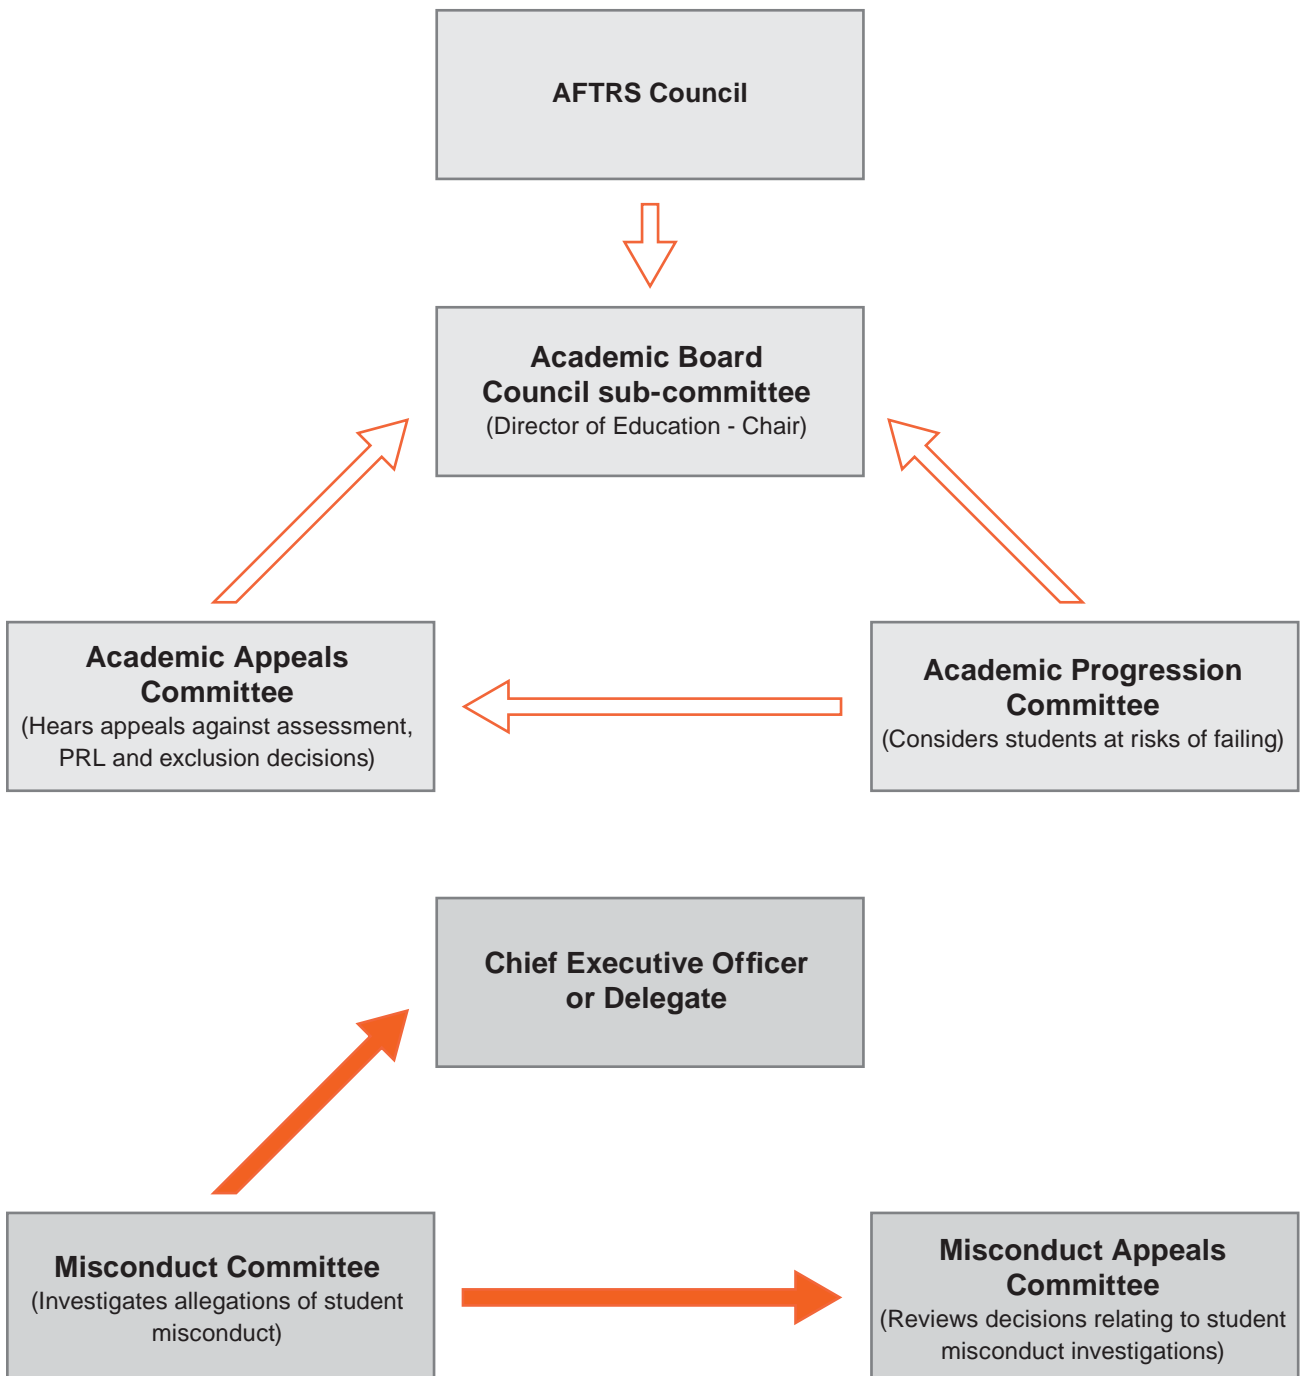 AFTRS Council
Academic Board
Council sub-committee
(Director of Education - Chair)
Academic Appeals
Committee
(Hears appeals against assessment,
PRL and exclusion decisions)
Academic Progression
Committee
(Considers students at risks of failing)
Chief Executive Officer
or Delegate
Misconduct Committee
(Investigates allegations of student
misconduct)
Misconduct Appeals
Committee
(Reviews decisions relating to student
misconduct investigations)